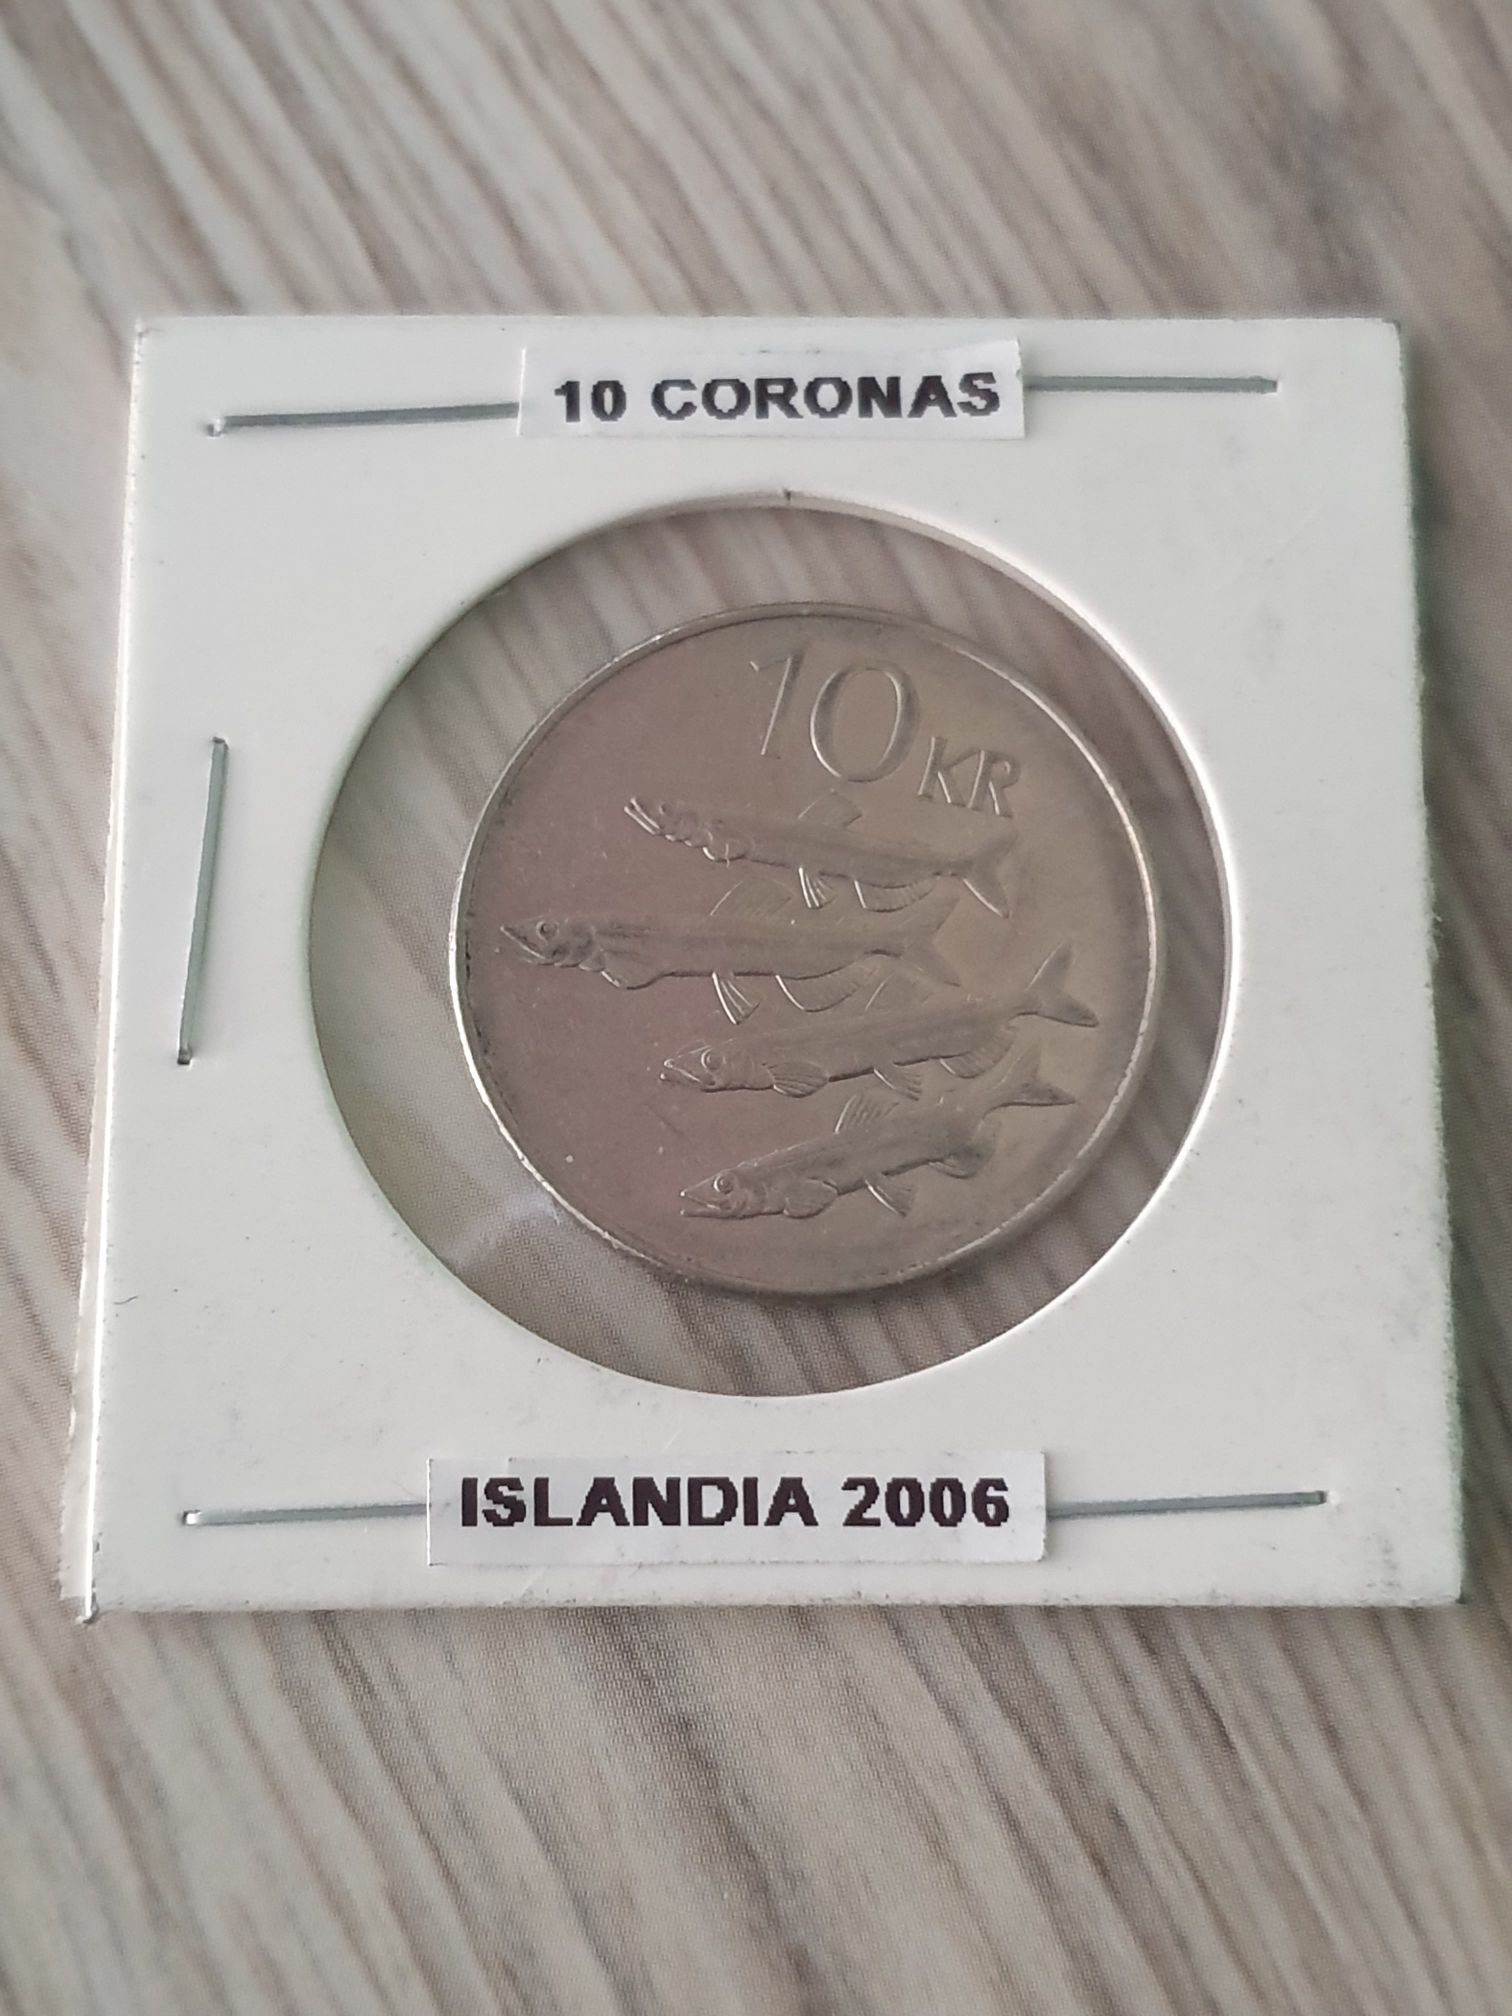 10 CORONAS
10 KR
ISLANDIA 2006